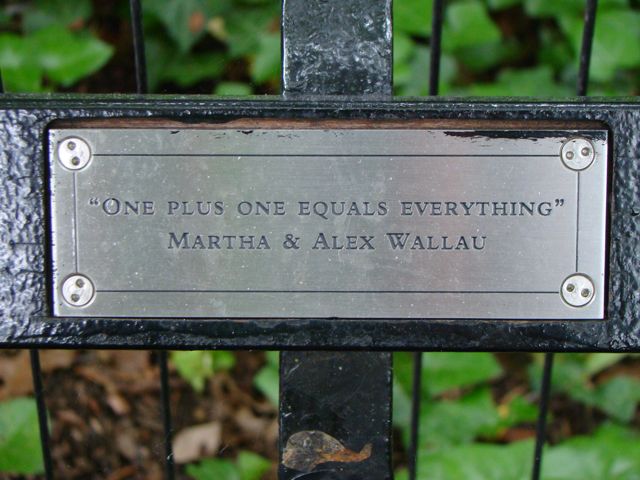 “One plus one equals everything”
Martha & Alex Wallau